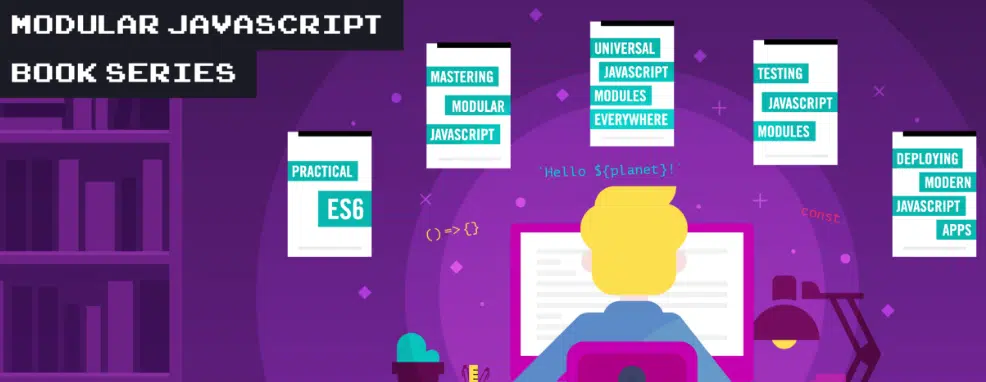 MODULAR JAVASCRIPT
BOOK SERIES
PRACTICAL
ES6
MASTERING
MODULAR
JAVASCRIPT
UNIVERSAL
JAVASCRIPT
MODULES
EVERYWHERE
TESTING
JAVASCRIPT
MODULES
DEPLOYING
MODERN
JAVASCRIPT
APPS
`Hello ${planet}!`
()=>{}
const